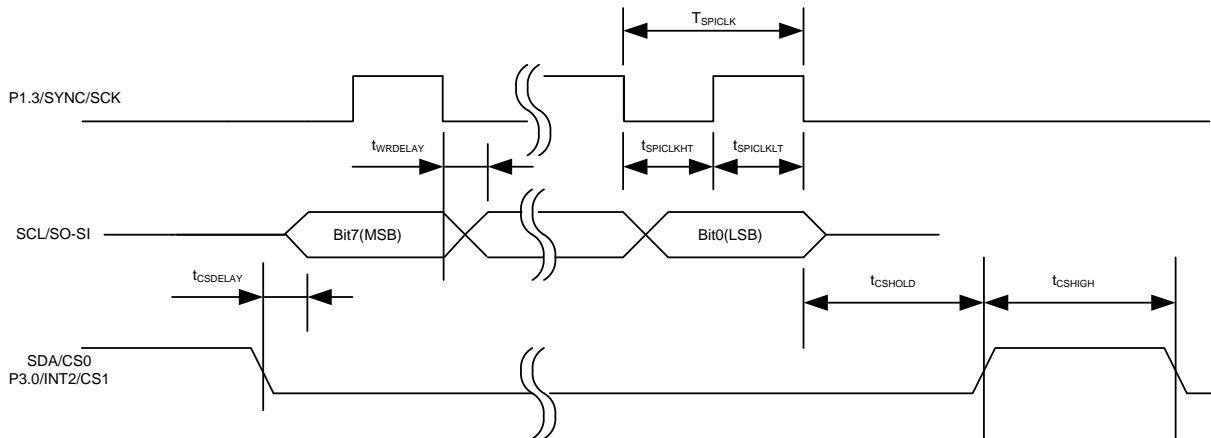 TSPICLK
P1.3/SYNC/SCK
tWRDELAY
tSPICLKHT
tSPICLKLT
SCL/SO-SI
Bit7(MSB)
Bit0(LSB)
tCSDELAY
tCSHOLD
tCSHIGH
SDA/CS0
P3.0/INT2/CS1